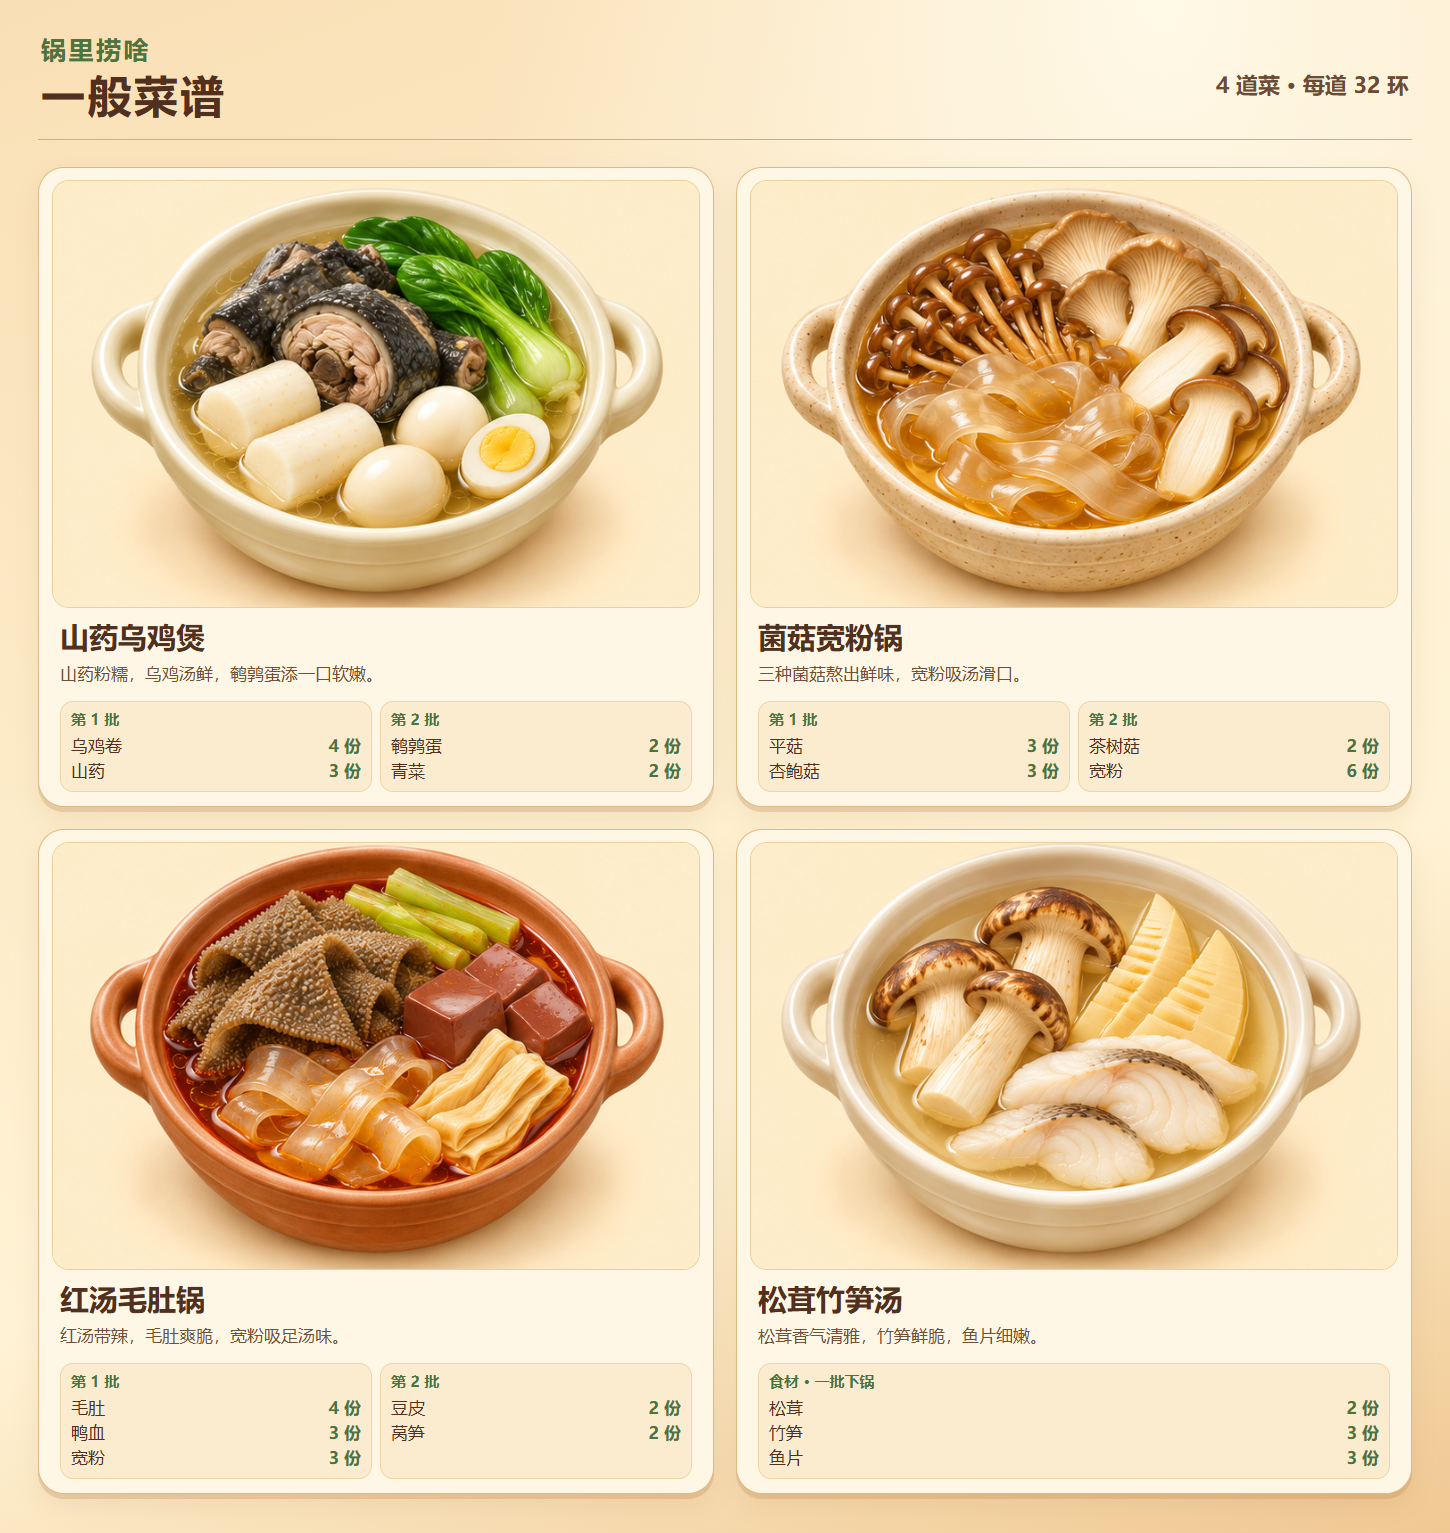 锅里捞啥
一般菜谱
4 道菜 • 每道 32 环
山药乌鸡煲
山药粉糯，乌鸡汤鲜，鹌鹑蛋添一口软嫩。
第 1 批
乌鸡卷 4 份
山药 3 份
第 2 批
鹌鹑蛋 2 份
青菜 2 份
菌菇宽粉锅
三种菌菇熬出鲜味，宽粉吸汤滑口。
第 1 批
平菇 3 份
杏鲍菇 3 份
第 2 批
茶树菇 2 份
宽粉 6 份
红汤毛肚锅
红汤带辣，毛肚爽脆，宽粉吸足汤味。
第 1 批
毛肚 4 份
鸭血 3 份
宽粉 3 份
第 2 批
豆皮 2 份
莴笋 2 份
松茸竹笋汤
松茸香气清雅，竹笋鲜脆，鱼片细嫩。
食材 • 一批下锅
松茸 2 份
竹笋 3 份
鱼片 3 份